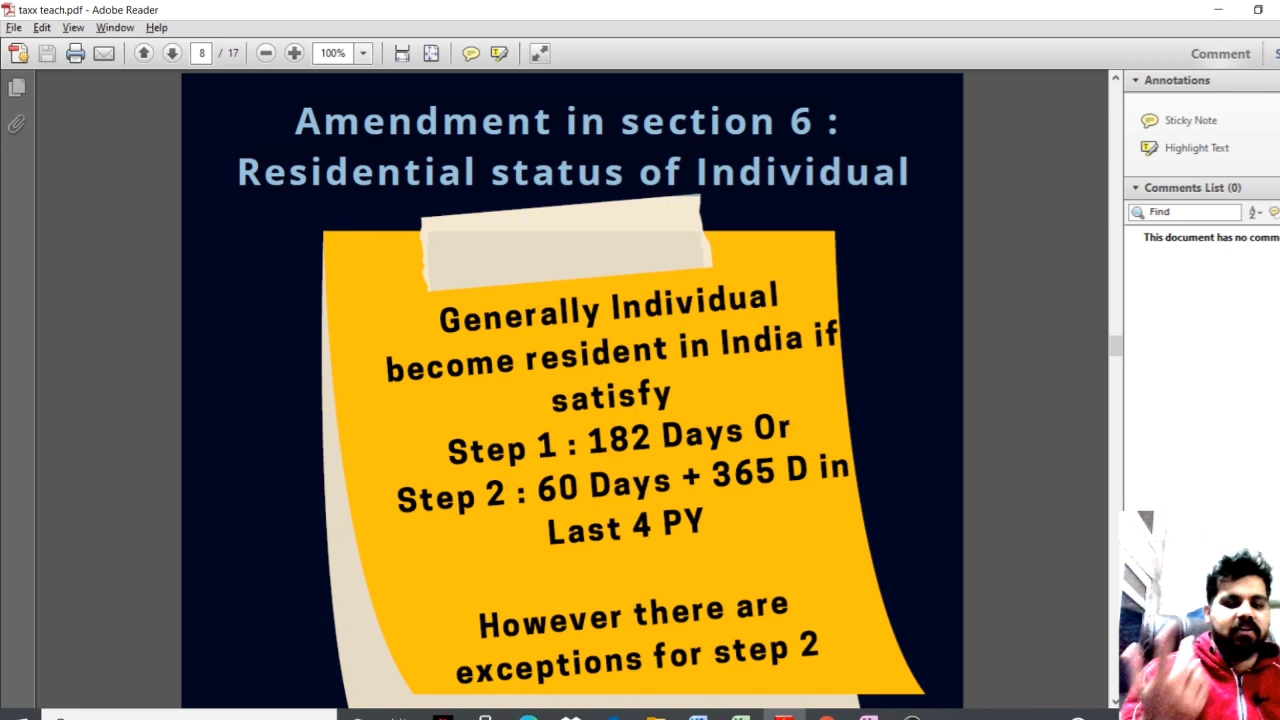 taxx teach.pdf - Adobe Reader
File Edit View Window Help
8 / 17 100% Comment
Annotations
Sticky Note
Highlight Text
Comments List (0)
Find
This document has no comm
Amendment in section 6 :
Residential status of Individual
Generally Individual
become resident in India if
satisfy
Step 1 : 182 Days Or
Step 2 : 60 Days + 365 D in
Last 4 PY
However there are
exceptions for step 2